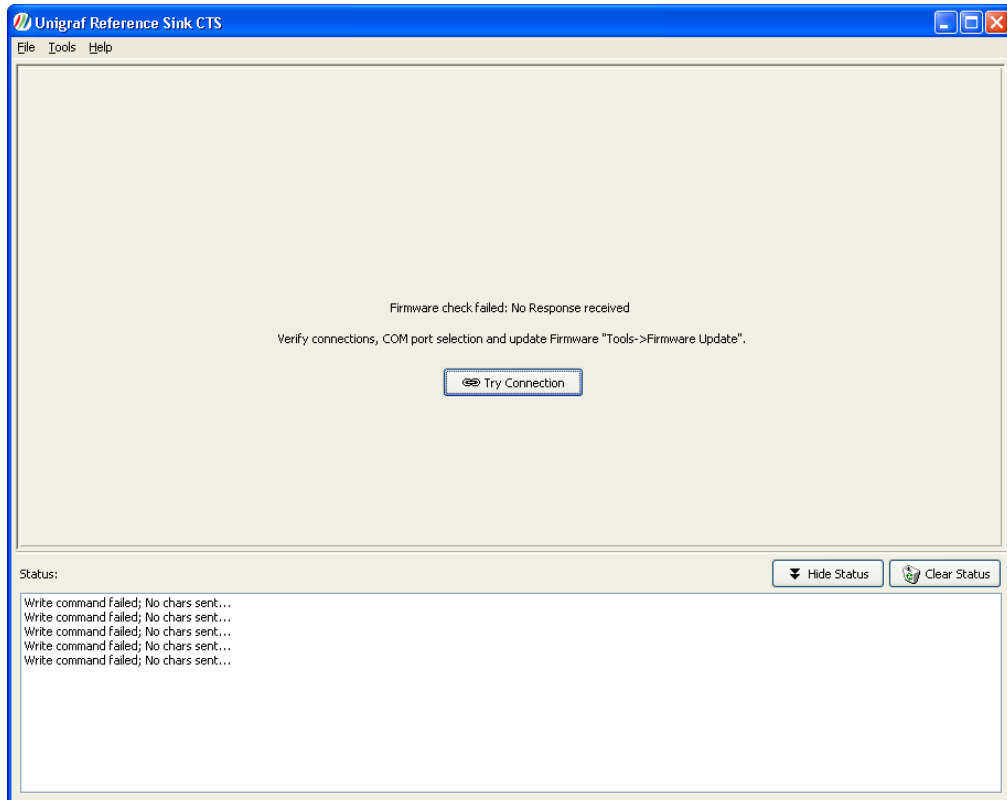 Unigraf Reference Sink CTS
File Tools Help
Firmware check failed: No Response received
Verify connections, COM port selection and update Firmware "Tools->Firmware Update".
Try Connection
Status:
Hide Status
Clear Status
Write command failed; No chars sent...
Write command failed; No chars sent...
Write command failed; No chars sent...
Write command failed; No chars sent...
Write command failed; No chars sent...